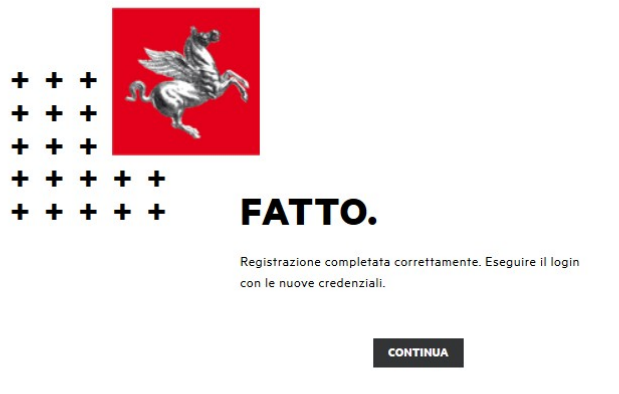 FATTO.
Registrazione completata correttamente. Eseguire il login
con le nuove credenziali.
CONTINUA